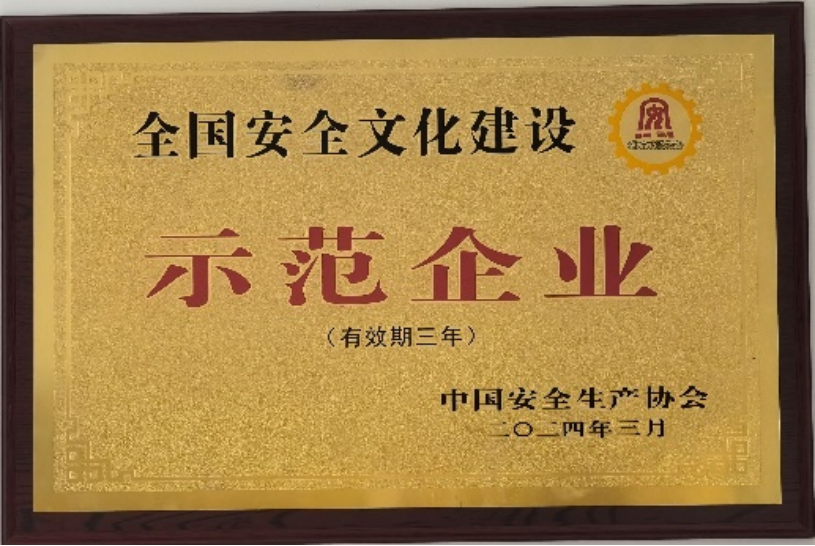 全国安全文化建设
示范企业
（有效期三年）
中国安全生产协会
二〇二四年三月